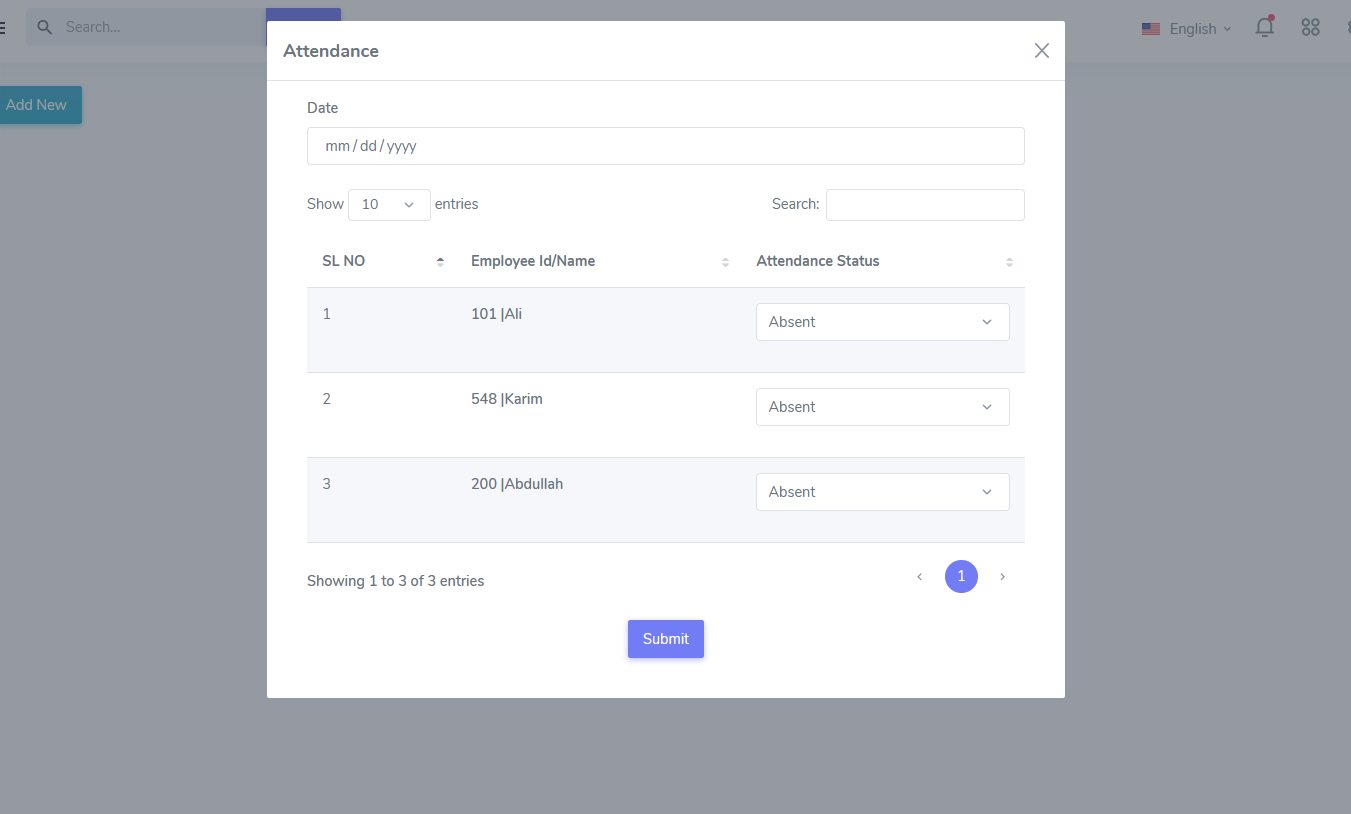 Search...
English
Add New
Attendance
Date
mm/dd/yyyy
Show 10 entries
Search:
SL NO Employee Id/Name Attendance Status
1 101 |Ali Absent
2 548 |Karim Absent
3 200 |Abdullah Absent
Showing 1 to 3 of 3 entries
1
Submit